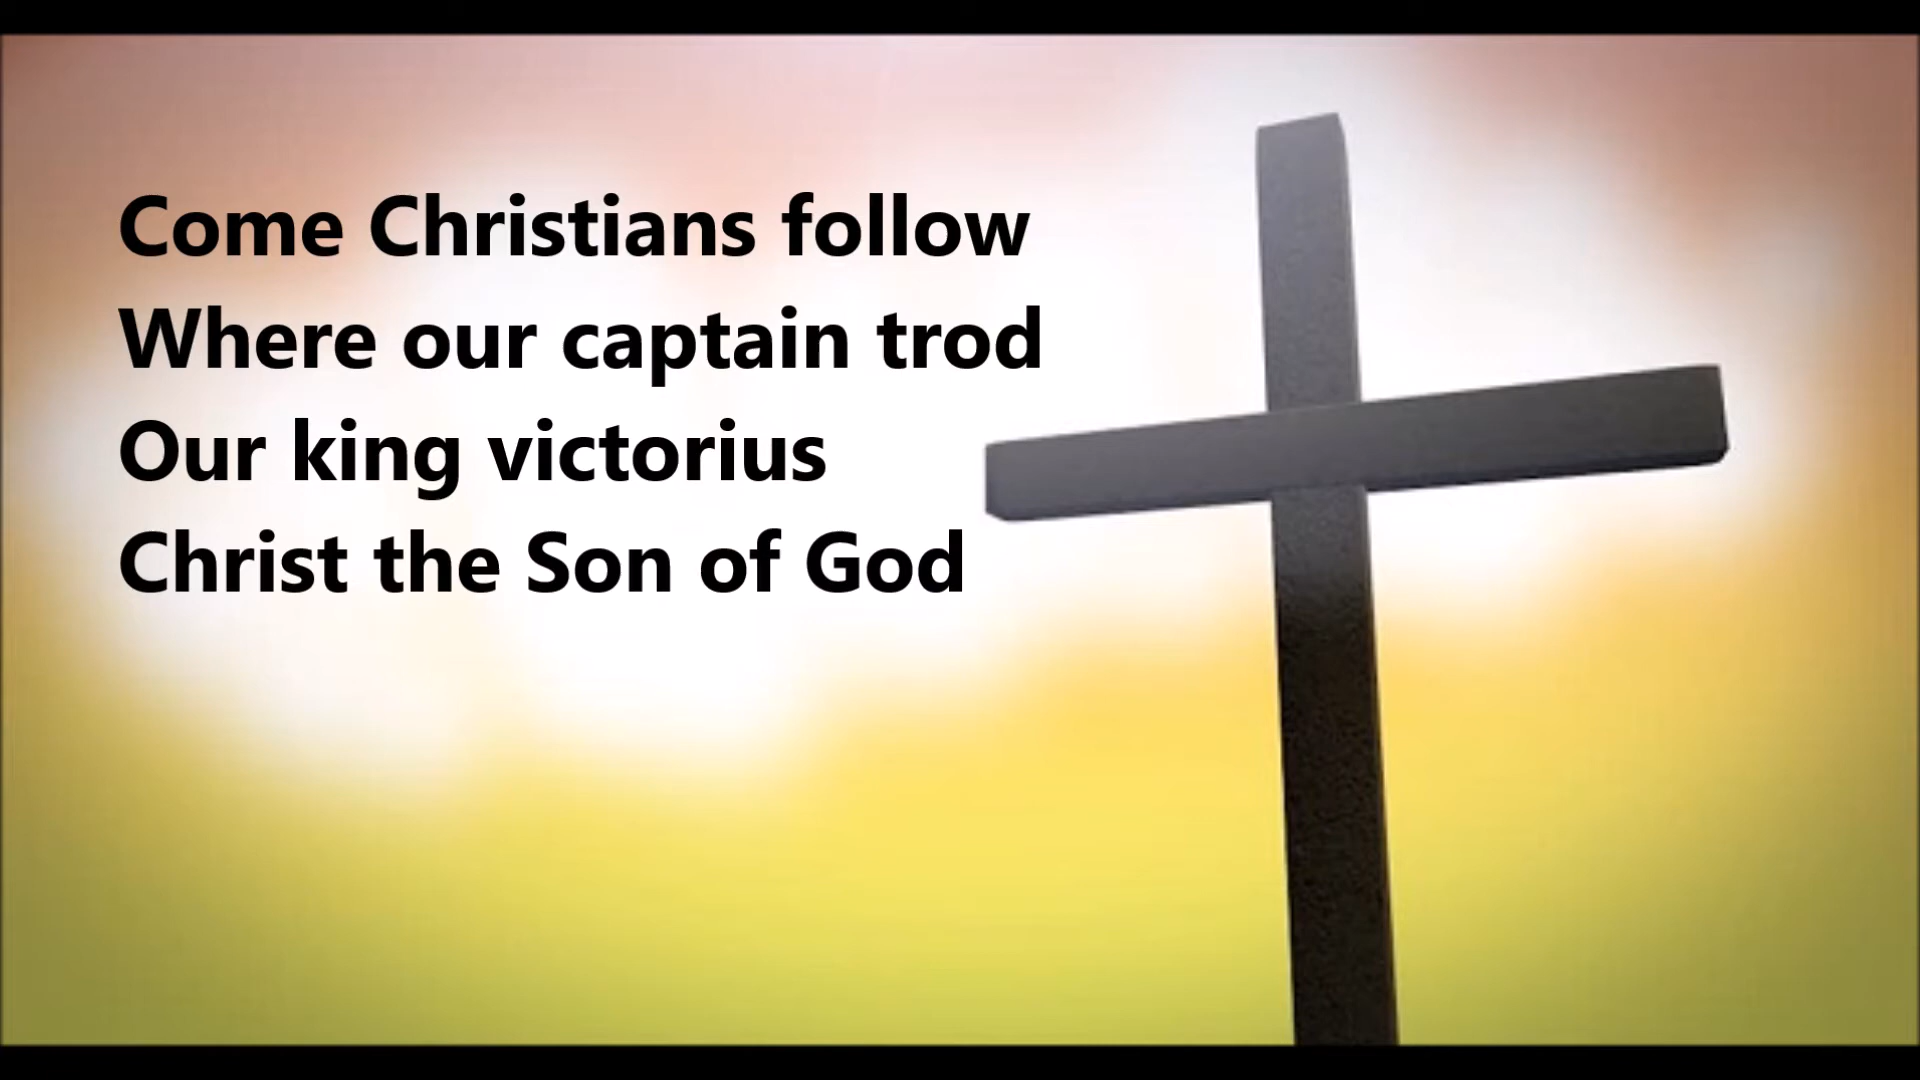 Come Christians follow
Where our captain trod
Our king victorius
Christ the Son of God